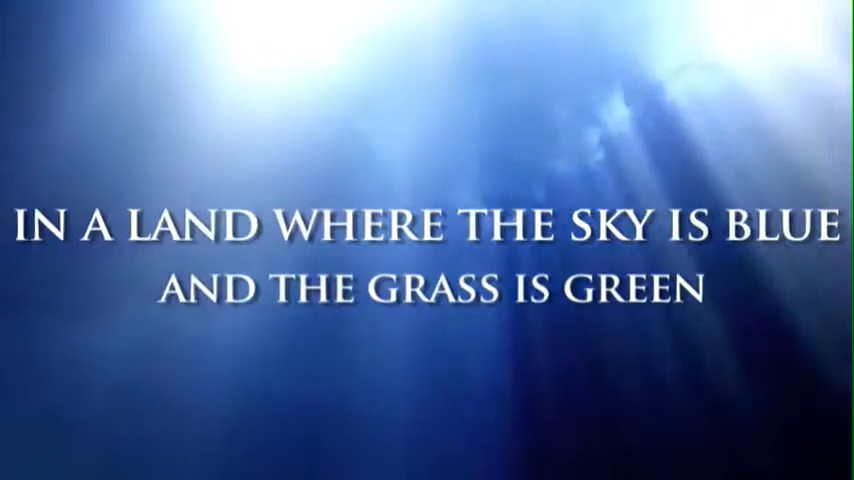 IN A LAND WHERE THE SKY IS BLUE
AND THE GRASS IS GREEN